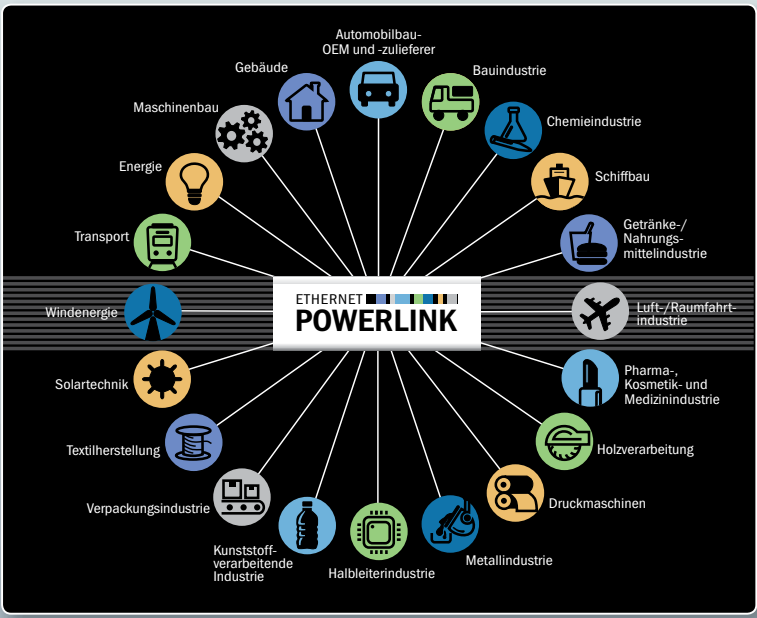 Automobilbau-
OEM und -zulieferer
Bauindustrie
Chemieindustrie
Schiffbau
Getränke-/
Nahrungs-
mittelindustrie
Luft-/Raumfahrt-
industrie
Pharma-,
Kosmetik- und
Medizinindustrie
Holzverarbeitung
Druckmaschinen
Metallindustrie
Halbleiterindustrie
Kunststoff-
verarbeitende
Industrie
Verpackungsindustrie
Textilherstellung
Solartechnik
Windenergie
Transport
Energie
Maschinenbau
Gebäude
ETHERNET
POWERLINK